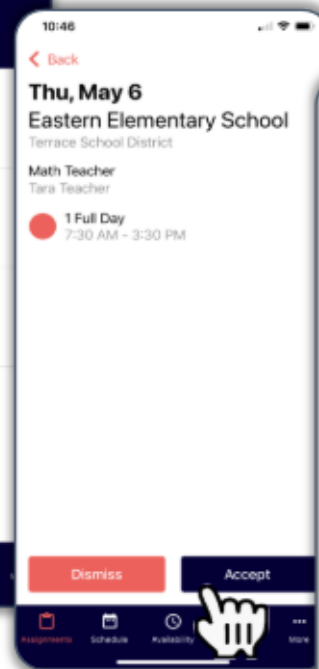 10:46
Back
Thu, May 6
Eastern Elementary School
Terrace School District
Math Teacher
Tara Teacher
1 Full Day
7:30 AM - 3:30 PM
Dismiss Accept
Assignments Schedule Availability More